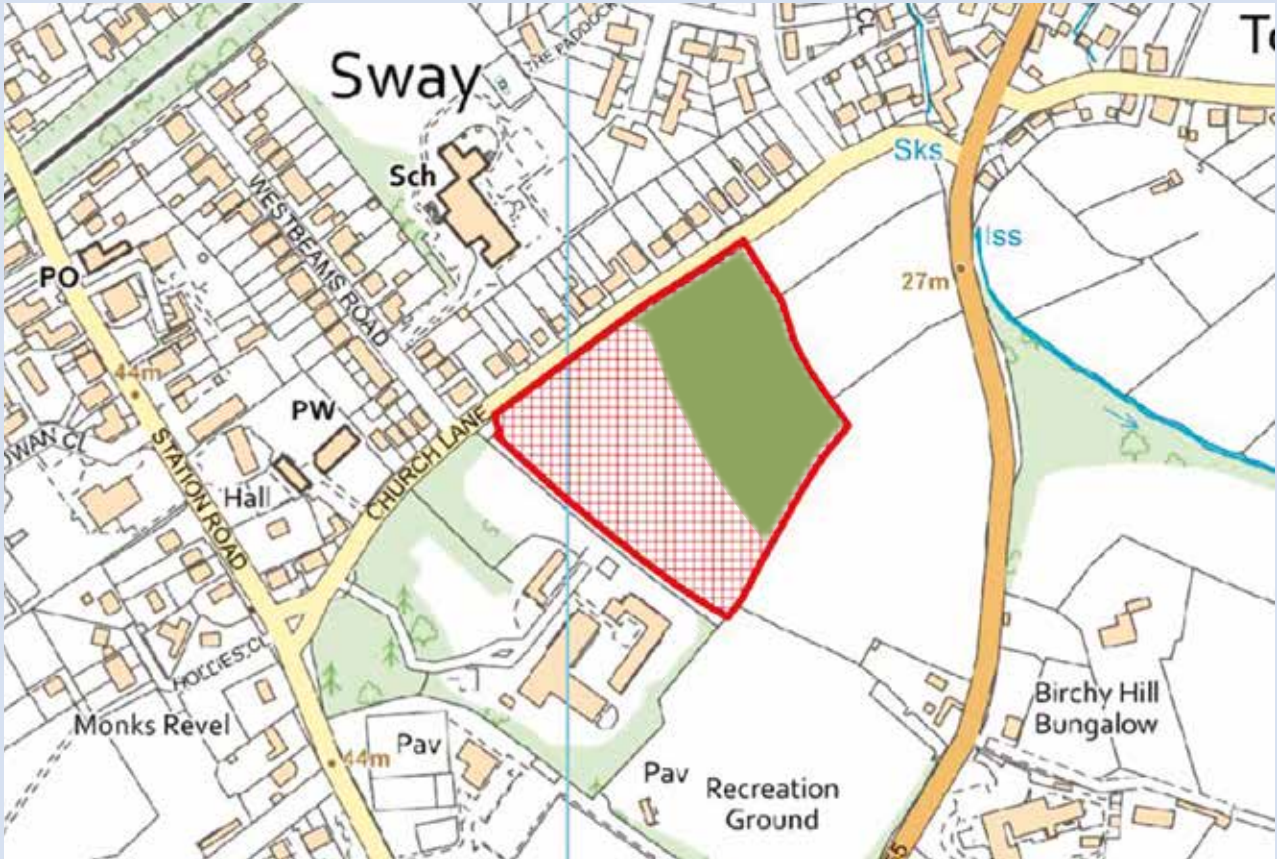 Sway
THE PADDOCK
CL
Sch
Sks
WESTBEAMS ROAD
PO
Iss
27m
44m
PW
CHURCH LANE
STATION ROAD
Hall
HOLLIES CL
Monks Revel
Pav
44m
Birchy Hill
Bungalow
Pav
Recreation
Ground